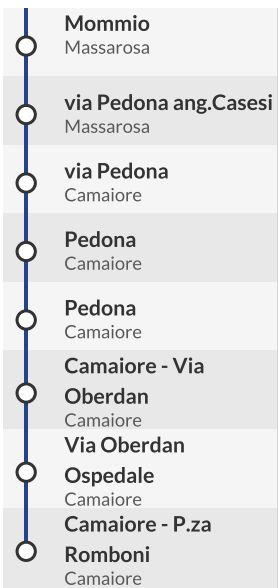 Mommio
Massarosa
via Pedona ang.Casesi
Massarosa
via Pedona
Camaiore
Pedona
Camaiore
Pedona
Camaiore
Camaiore - Via
Oberdan
Camaiore
Via Oberdan
Ospedale
Camaiore
Camaiore - P.za
Romboni
Camaiore